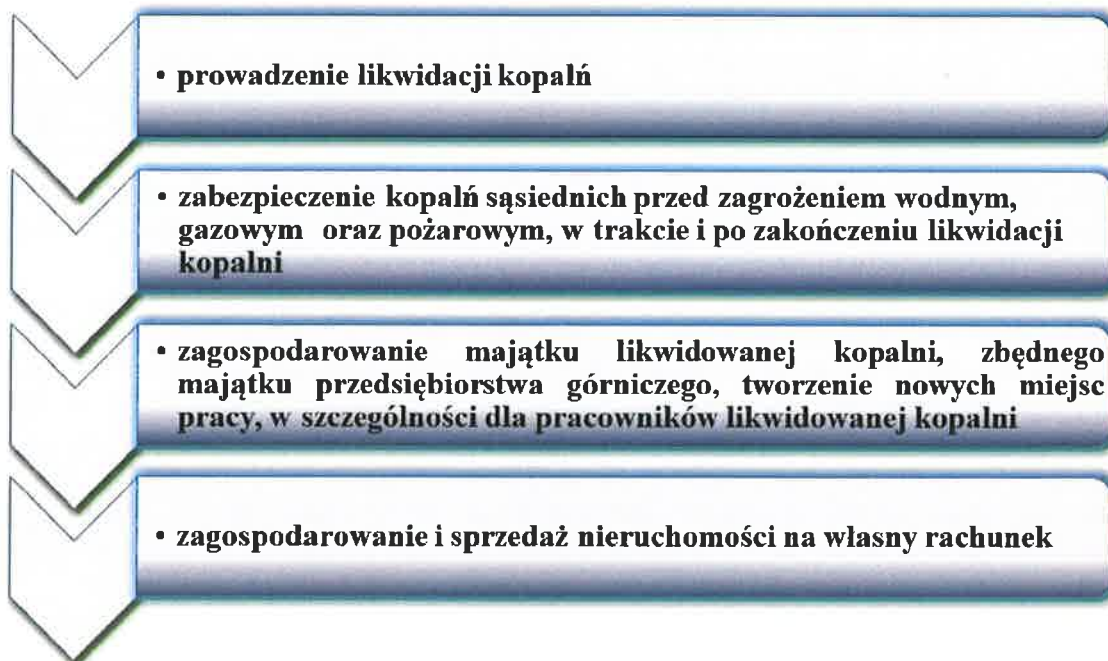 • prowadzenie likwidacji kopalń
• zabezpieczenie kopalń sąsiednich przed zagrożeniem wodnym,
gazowym oraz pożarowym, w trakcie i po zakończeniu likwidacji
kopalni
• zagospodarowanie majątku likwidowanej kopalni, zbędnego
majątku przedsiębiorstwa górniczego, tworzenie nowych miejsc
pracy, w szczególności dla pracowników likwidowanej kopalni
• zagospodarowanie i sprzedaż nieruchomości na własny rachunek